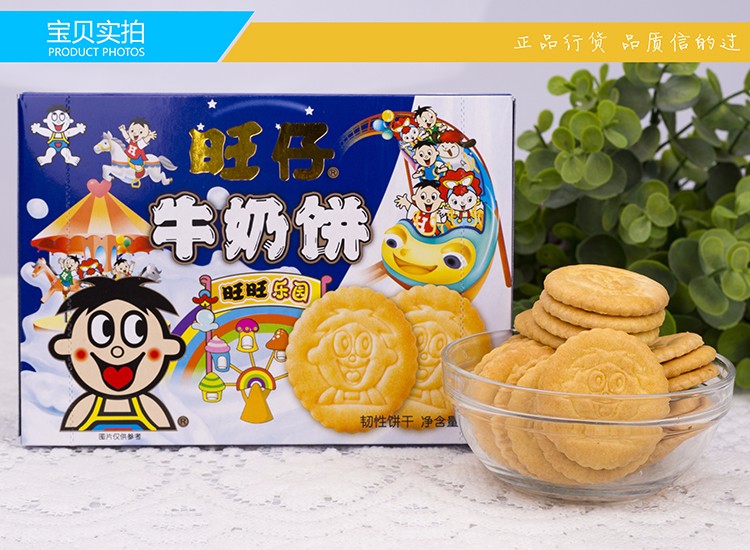 宝贝实拍
PRODUCT PHOTOS
正品行货 品质信的过
旺仔®
牛奶饼
旺旺乐园
®
图片仅供参考
韧性饼干 净含量